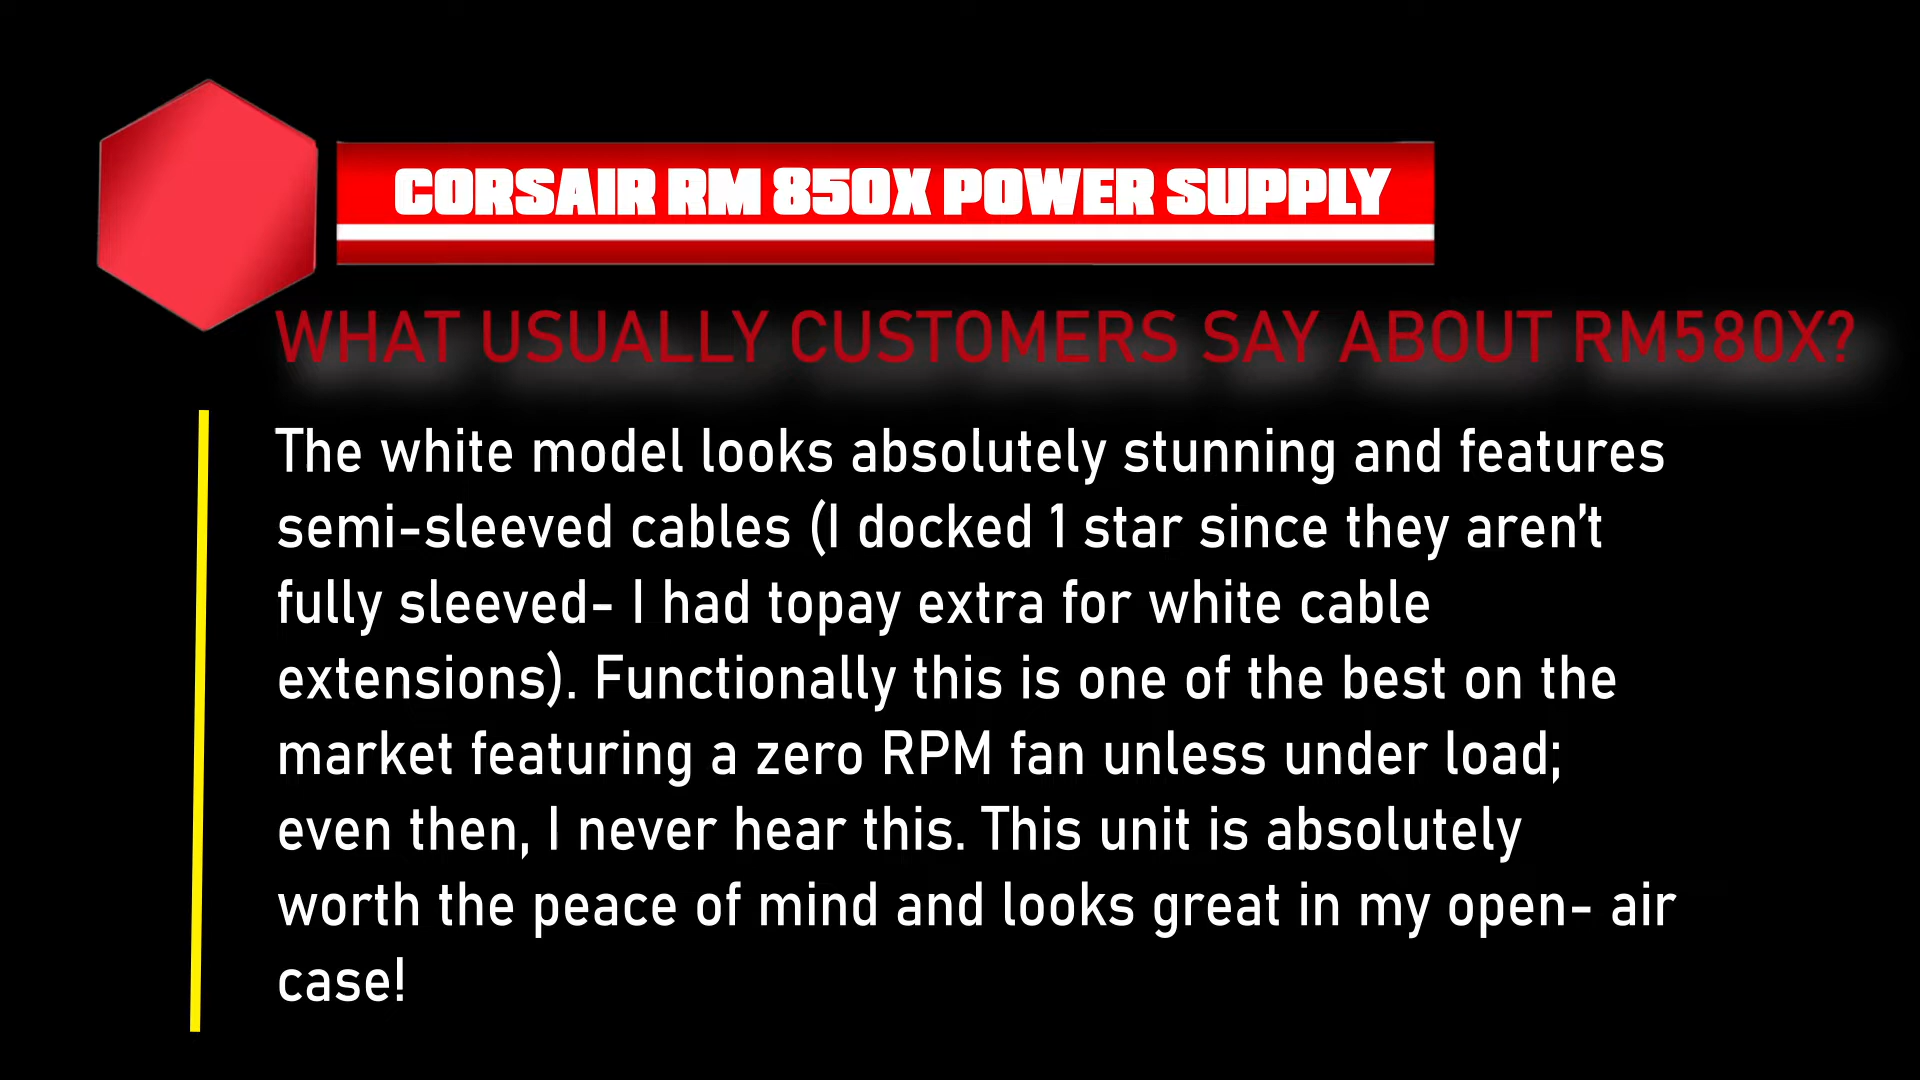 CORSAIR RM 850X POWER SUPPLY
WHAT USUALLY CUSTOMERS SAY ABOUT RM580X?
The white model looks absolutely stunning and features
semi-sleeved cables (I docked 1 star since they aren’t
fully sleeved- I had topay extra for white cable
extensions). Functionally this is one of the best on the
market featuring a zero RPM fan unless under load;
even then, I never hear this. This unit is absolutely
worth the peace of mind and looks great in my open- air
case!